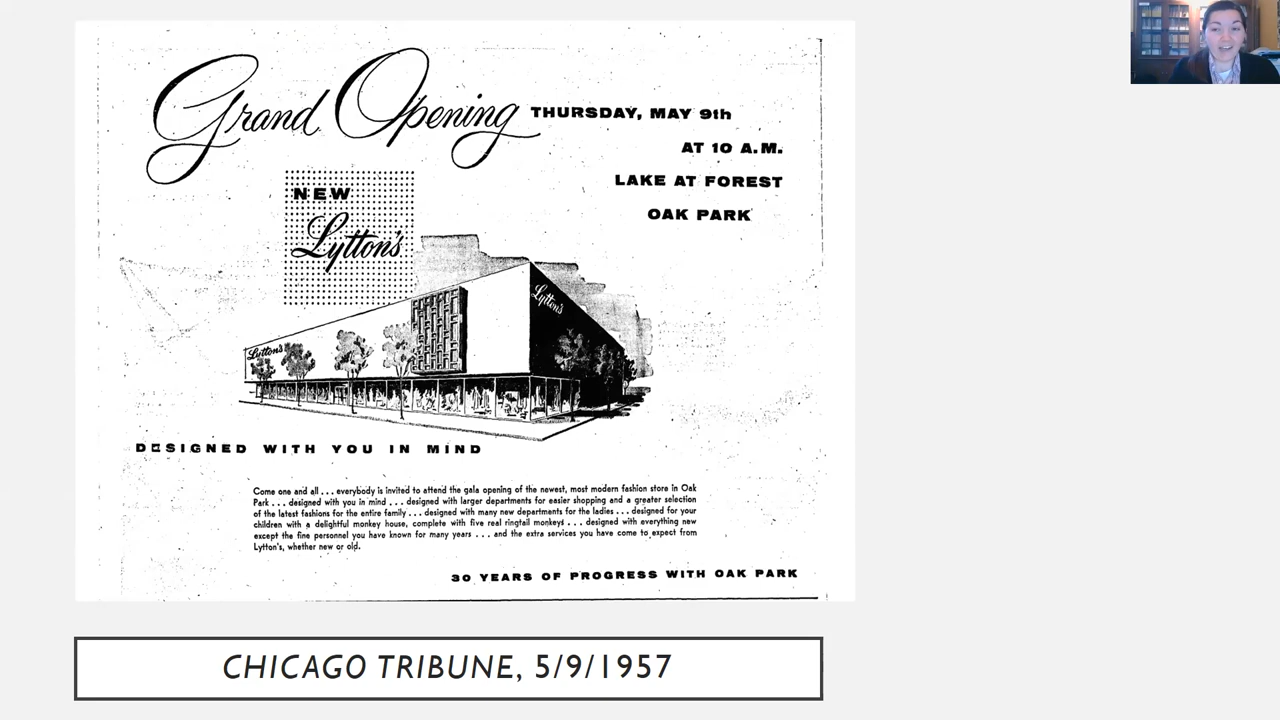 Grand Opening THURSDAY, MAY 9th
AT 10 A.M.
LAKE AT FOREST
OAK PARK
NEW
Lytton's
Lytton's
Lytton's
DESIGNED WITH YOU IN MIND
Come one and all . . . everybody is invited to attend the gala opening of the newest, most modern fashion store in Oak
Park . . . designed with you in mind . . . designed with larger departments for easier shopping and a greater selection
of the latest fashions for the entire family . . . designed with many new departments for the ladies . . . designed for your
children with a delightful monkey house, complete with five real ringtail monkeys . . . designed with everything new
except the fine personnel you have known for many years . . . and the extra services you have come to expect from
Lytton's, whether new or old.
30 YEARS OF PROGRESS WITH OAK PARK
CHICAGO TRIBUNE, 5/9/1957